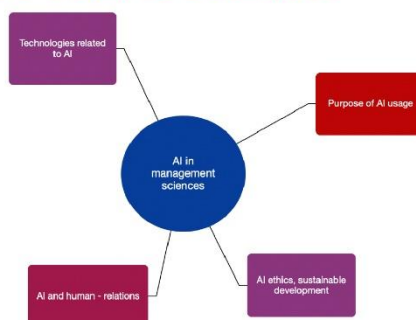 Technologies related
to AI
Purpose of AI usage
AI in
management
sciences
AI and human - relations
AI ethics, sustainable
development